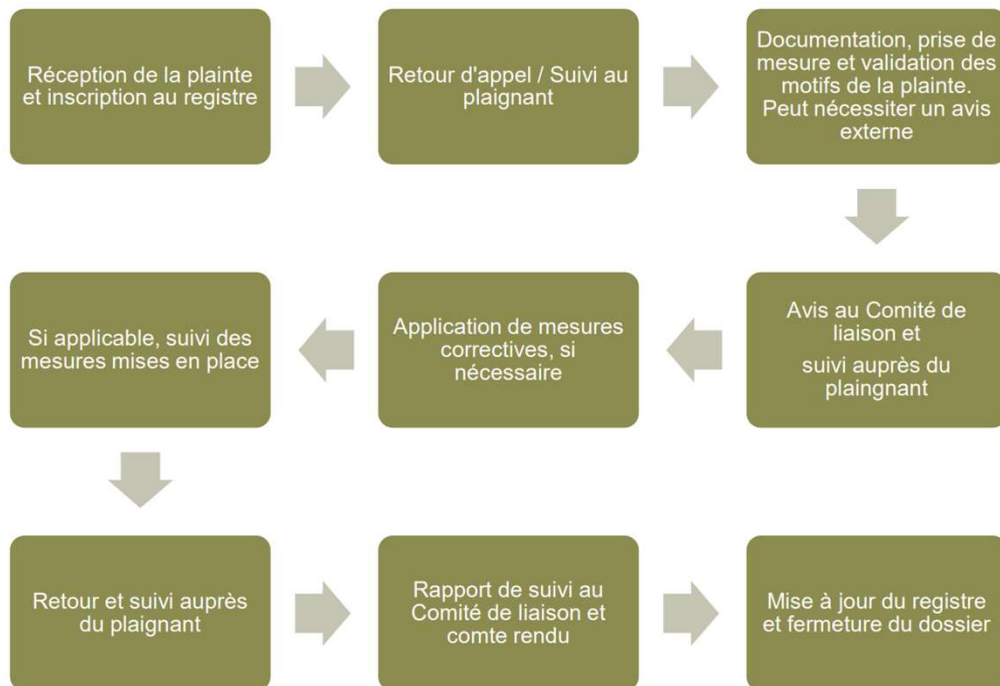 Réception de la plainte
et inscription au registre
Retour d'appel / Suivi au
plaignant
Documentation, prise de
mesure et validation des
motifs de la plainte.
Peut nécessiter un avis
externe
Avis au Comité de
liaison et
suivi auprès du
plaingnant
Application de mesures
correctives, si
nécessaire
Si applicable, suivi des
mesures mises en place
Retour et suivi auprès
du plaignant
Rapport de suivi au
Comité de liaison et
comte rendu
Mise à jour du registre
et fermeture du dossier